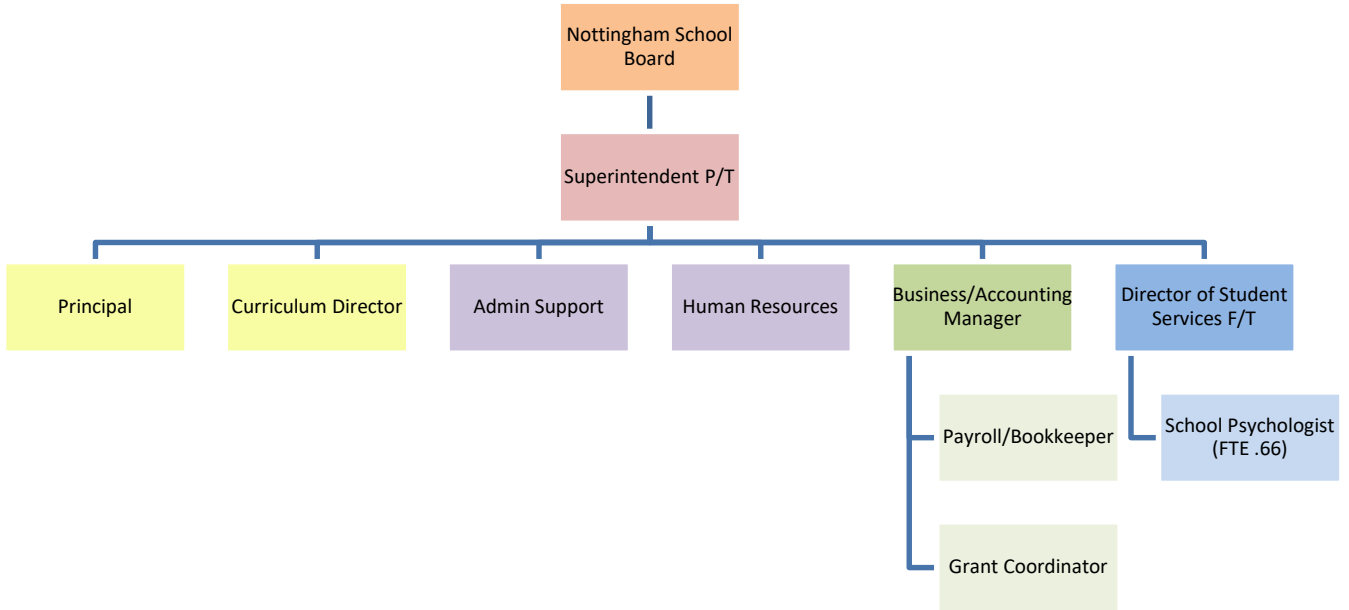 Nottingham School
Board
Superintendent P/T
Principal
Curriculum Director
Admin Support
Human Resources
Business/Accounting
Manager
Director of Student
Services F/T
Payroll/Bookkeeper
School Psychologist
(FTE .66)
Grant Coordinator